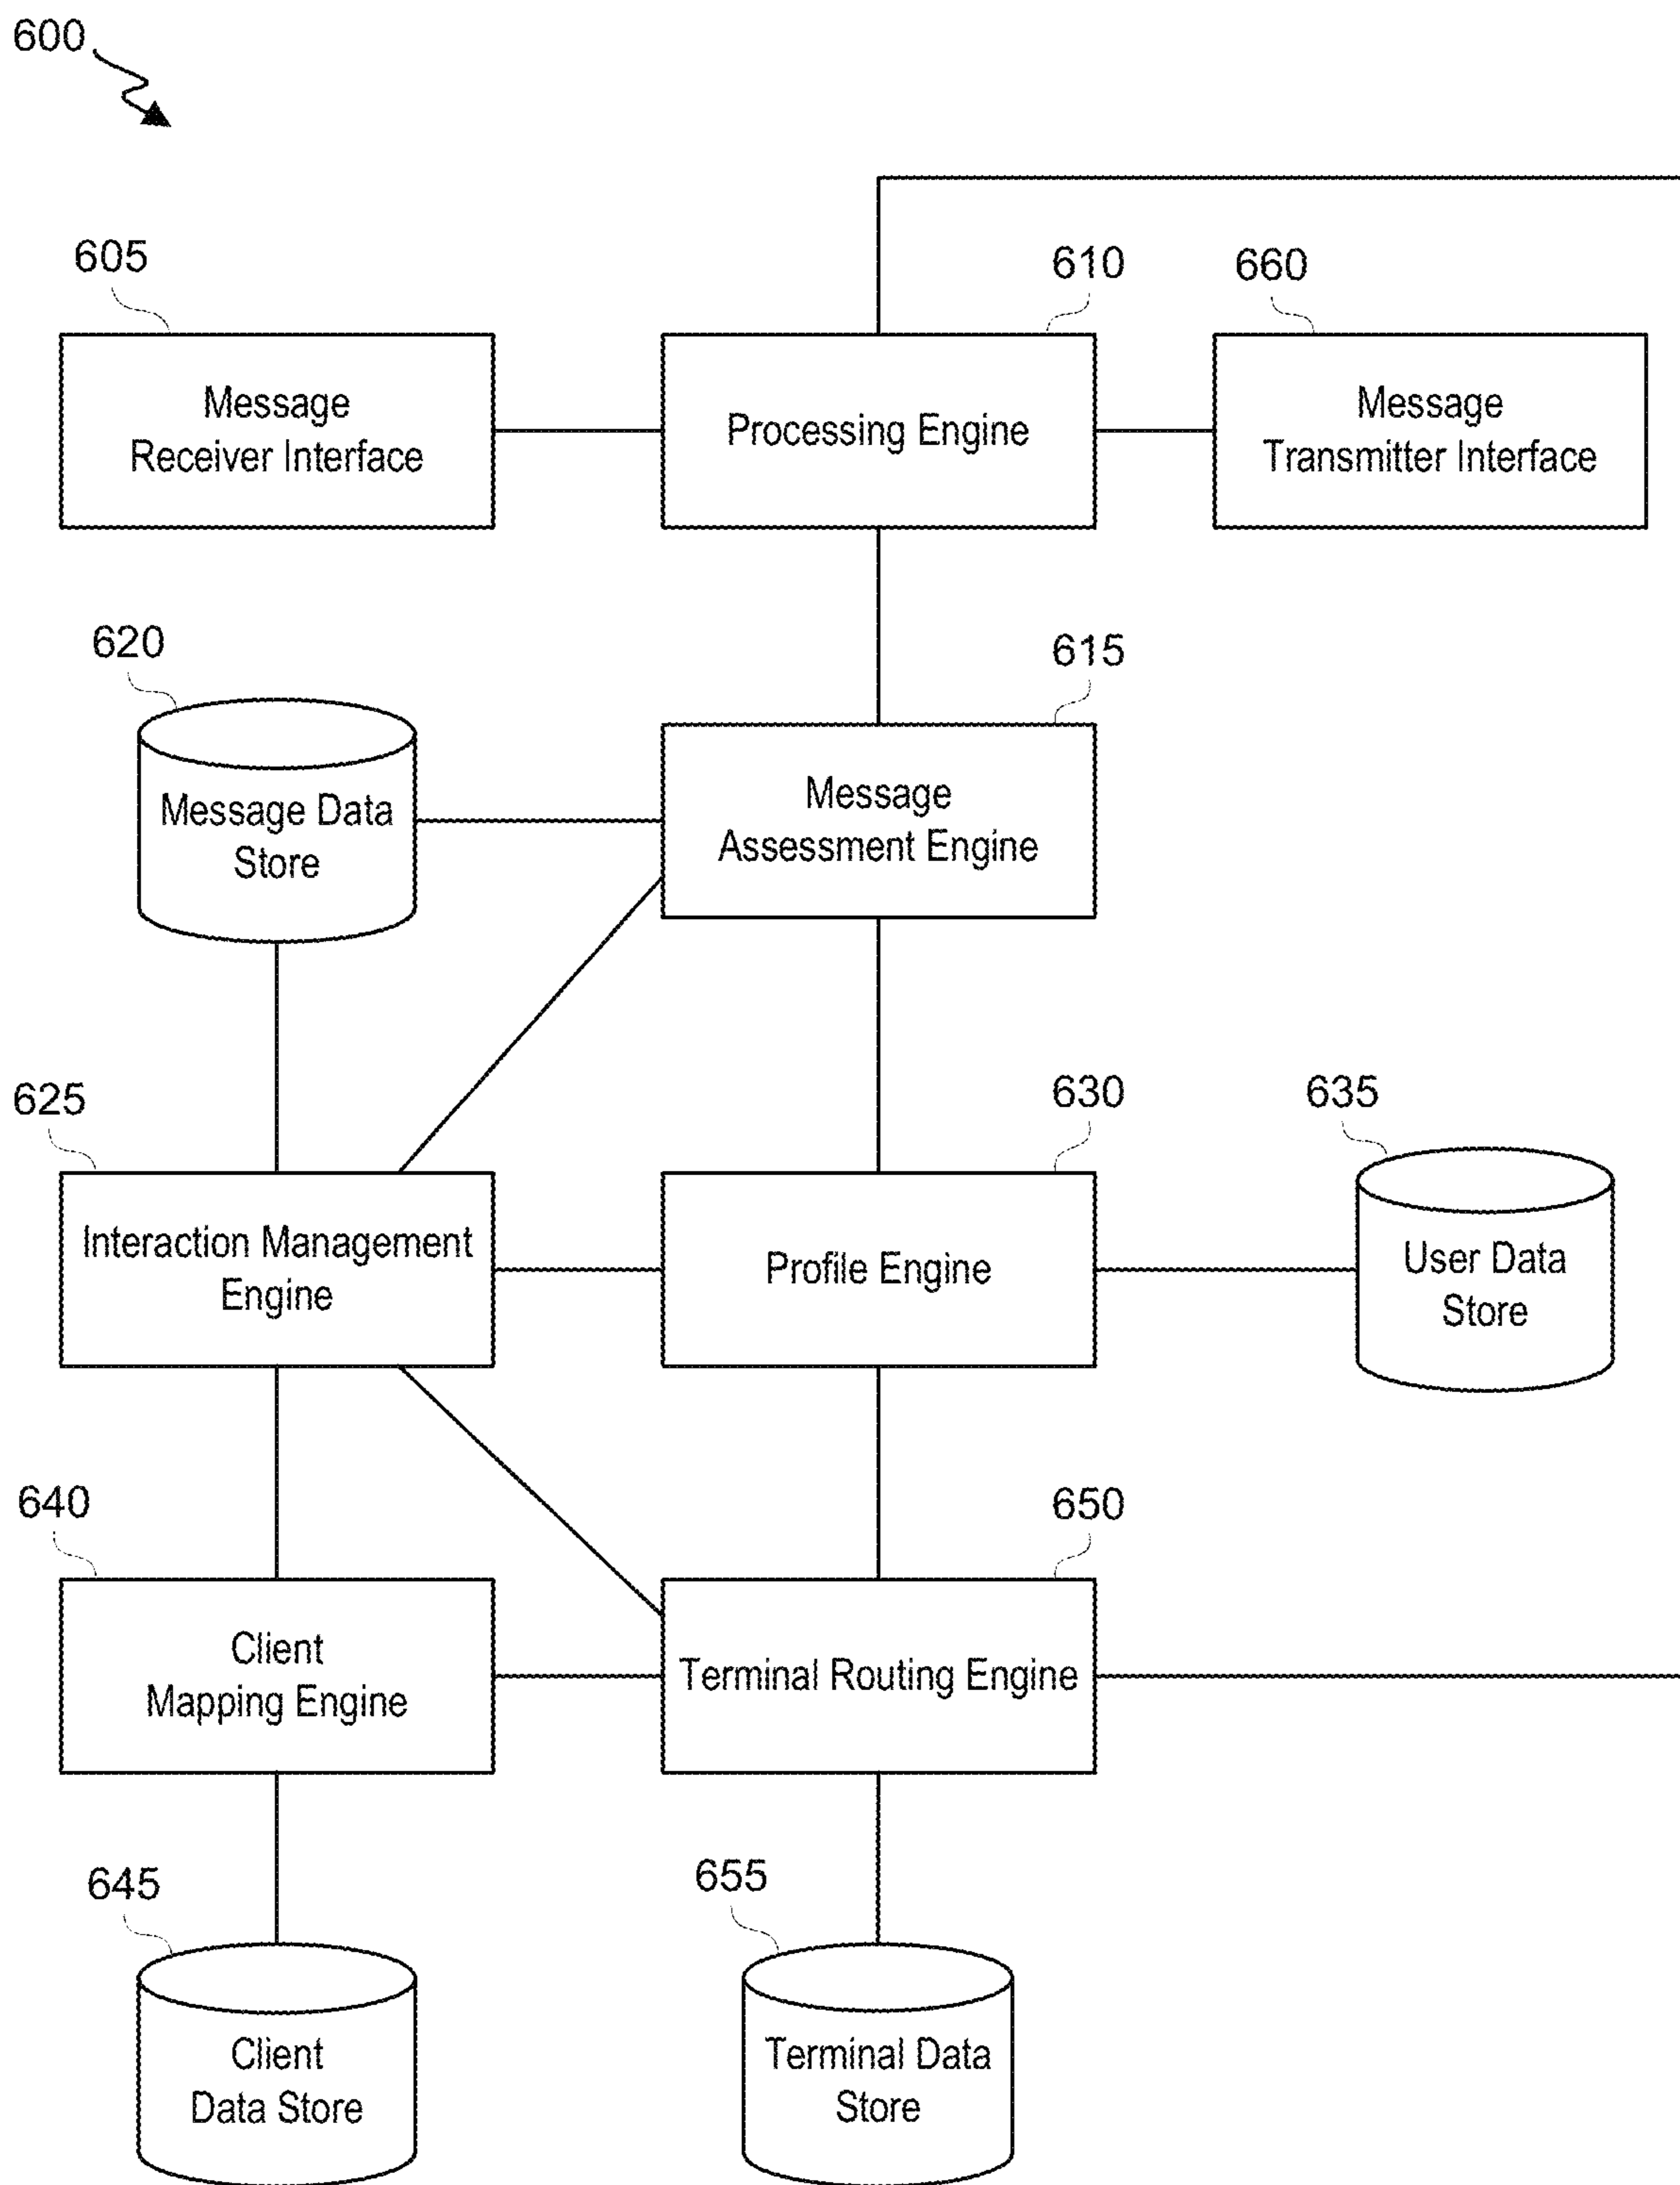 600
605
610
660
Message
Receiver Interface
Processing Engine
Message
Transmitter Interface
620
615
Message Data
Store
Message
Assessment Engine
625
630
635
Interaction Management
Engine
Profile Engine
User Data
Store
640
650
Client
Mapping Engine
Terminal Routing Engine
645
655
Client
Data Store
Terminal Data
Store